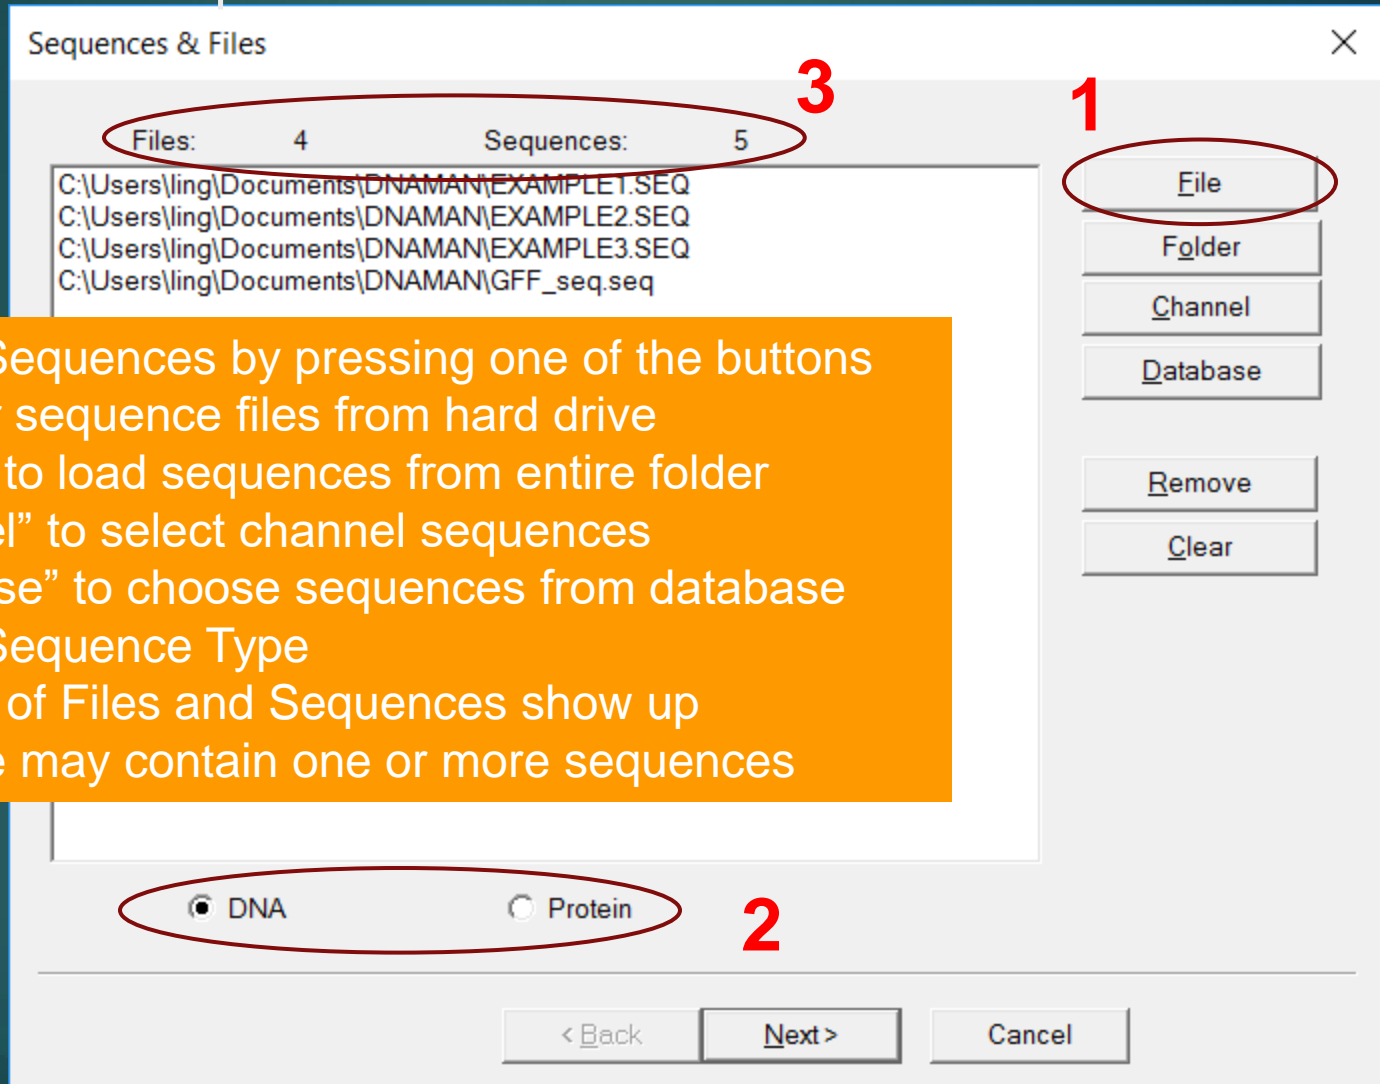 Sequences & Files
3
1
Files: 4 Sequences: 5
C:\Users\ling\Documents\DNAMAN\EXAMPLE1.SEQ
C:\Users\ling\Documents\DNAMAN\EXAMPLE2.SEQ
C:\Users\ling\Documents\DNAMAN\EXAMPLE3.SEQ
C:\Users\ling\Documents\DNAMAN\GFF_seq.seq
File
Folder
Channel
Database
Remove
Clear
Sequences by pressing one of the buttons
sequence files from hard drive
to load sequences from entire folder
el” to select channel sequences
se” to choose sequences from database
Sequence Type
of Files and Sequences show up
may contain one or more sequences
DNA Protein
2
< Back Next > Cancel